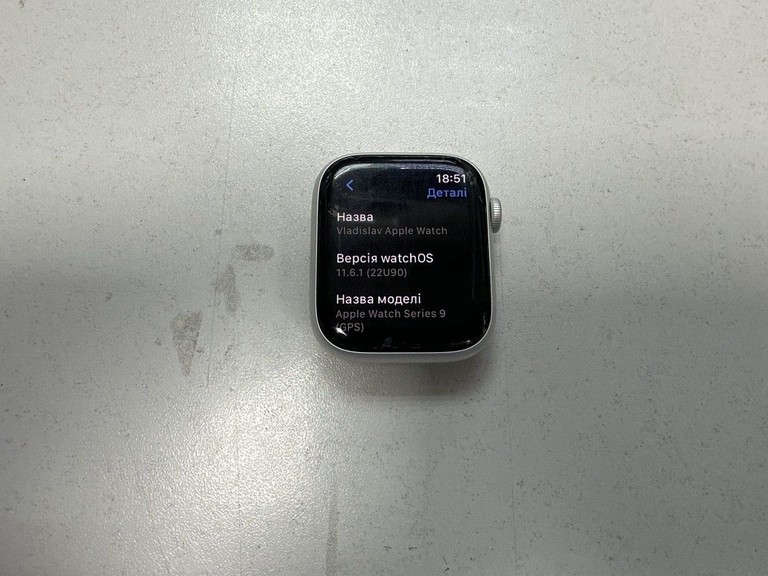 18:51
Деталі
Назва
Vladislav Apple Watch
Версія watchOS
11.6.1 (22U90)
Назва моделі
Apple Watch Series 9
(GPS)